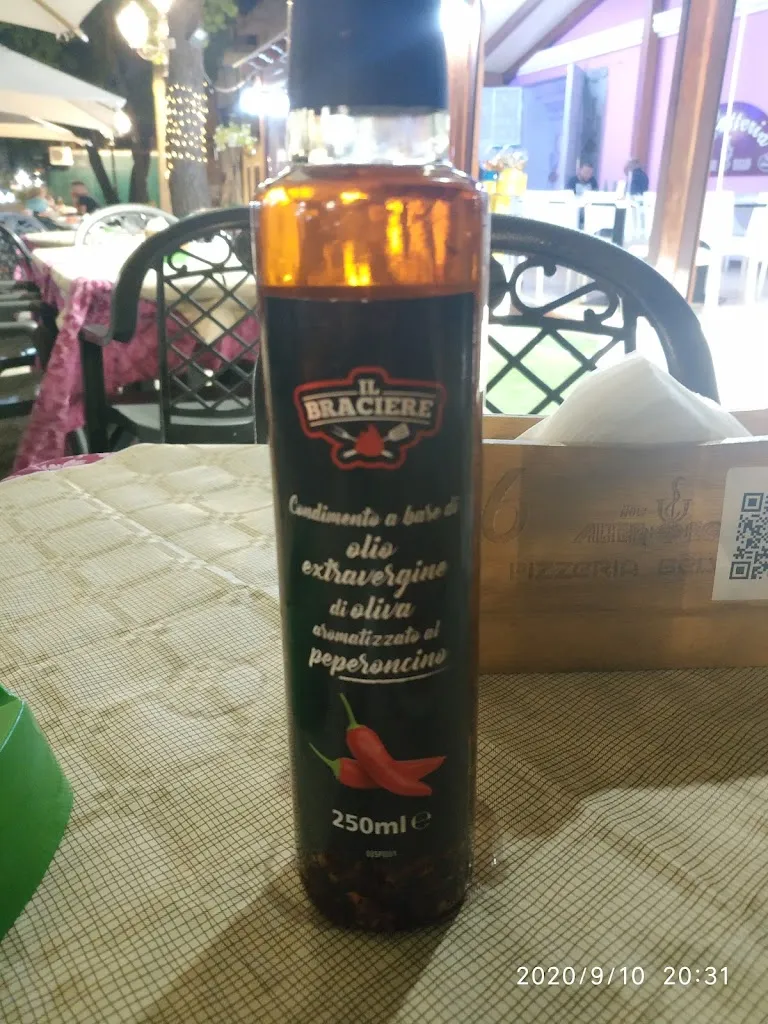 IL
BRACIERE
Condimento a base di
olio
extravergine
di oliva
aromatizzato al
peperoncino
250ml e
6
PIZZERIA
2020/9/10 20:31